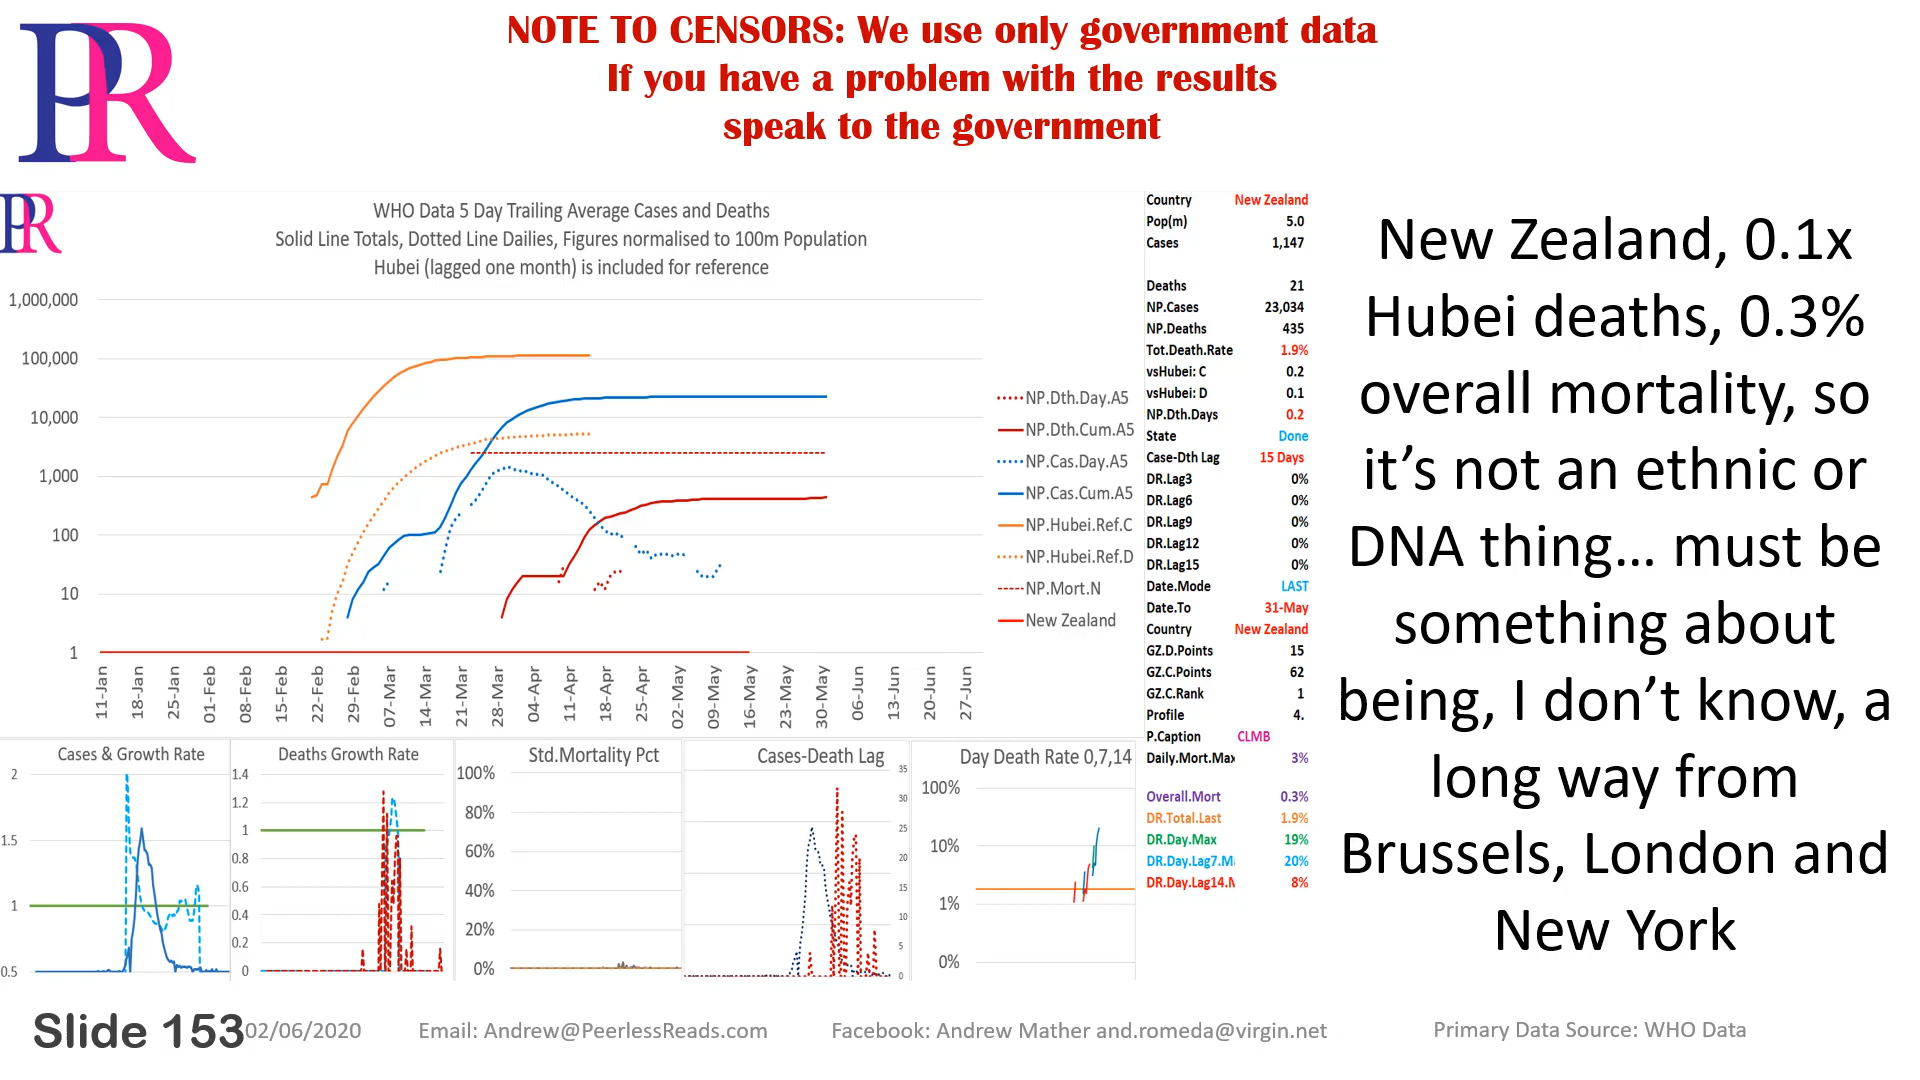 PR
NOTE TO CENSORS: We use only government data
If you have a problem with the results
speak to the government
PR
WHO Data 5 Day Trailing Average Cases and Deaths
Solid Line Totals, Dotted Line Dailies, Figures normalised to 100m Population
Hubei (lagged one month) is included for reference
1,000,000
100,000
10,000
1,000
100
10
1
11-Jan 18-Jan 25-Jan 01-Feb 08-Feb 15-Feb 22-Feb 29-Feb 07-Mar 14-Mar 21-Mar 28-Mar 04-Apr 11-Apr 18-Apr 25-Apr 02-May 09-May 16-May 23-May 30-May 06-Jun 13-Jun 20-Jun 27-Jun
NP.Dth.Day.A5
NP.Dth.Cum.A5
NP.Cas.Day.A5
NP.Cas.Cum.A5
NP.Hubei.Ref.C
NP.Hubei.Ref.D
NP.Mort.N
New Zealand
Country New Zealand
Pop(m) 5.0
Cases 1,147
Deaths 21
NP.Cases 23,034
NP.Deaths 435
Tot.Death.Rate 1.9%
vsHubei: C 0.2
vsHubei: D 0.1
NP.Dth.Days 0.2
State Done
Case-Dth Lag 15 Days
DR.Lag3 0%
DR.Lag6 0%
DR.Lag9 0%
DR.Lag12 0%
DR.Lag15 0%
Date.Mode LAST
Date.To 31-May
Country New Zealand
GZ.D.Points 15
GZ.C.Points 62
GZ.C.Rank 1
Profile 4.
P.Caption CLMB
Daily.Mort.Max 3%
Overall.Mort 0.3%
DR.Total.Last 1.9%
DR.Day.Max 19%
DR.Day.Lag7.M 20%
DR.Day.Lag14.M 8%
New Zealand, 0.1x
Hubei deaths, 0.3%
overall mortality, so
it’s not an ethnic or
DNA thing… must be
something about
being, I don’t know, a
long way from
Brussels, London and
New York
Cases & Growth Rate
2
1.5
1
0.5
Deaths Growth Rate
1.4
1.2
1
0.8
0.6
0.4
0.2
0
Std.Mortality Pct
100%
80%
60%
40%
20%
0%
Cases-Death Lag
35
30
25
20
15
10
5
0
Day Death Rate 0,7,14
100%
10%
1%
0%
Slide 153 02/06/2020 Email: Andrew@PeerlessReads.com Facebook: Andrew Mather and.romeda@virgin.net Primary Data Source: WHO Data